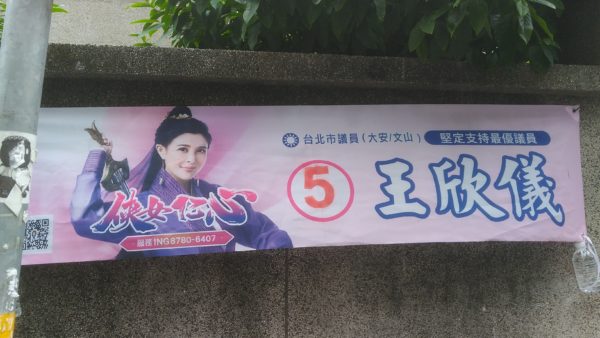 台北市議員(大安/文山) 堅定支持最優議員
5 王欣儀
俠女仁心
服務ING 8780-6407